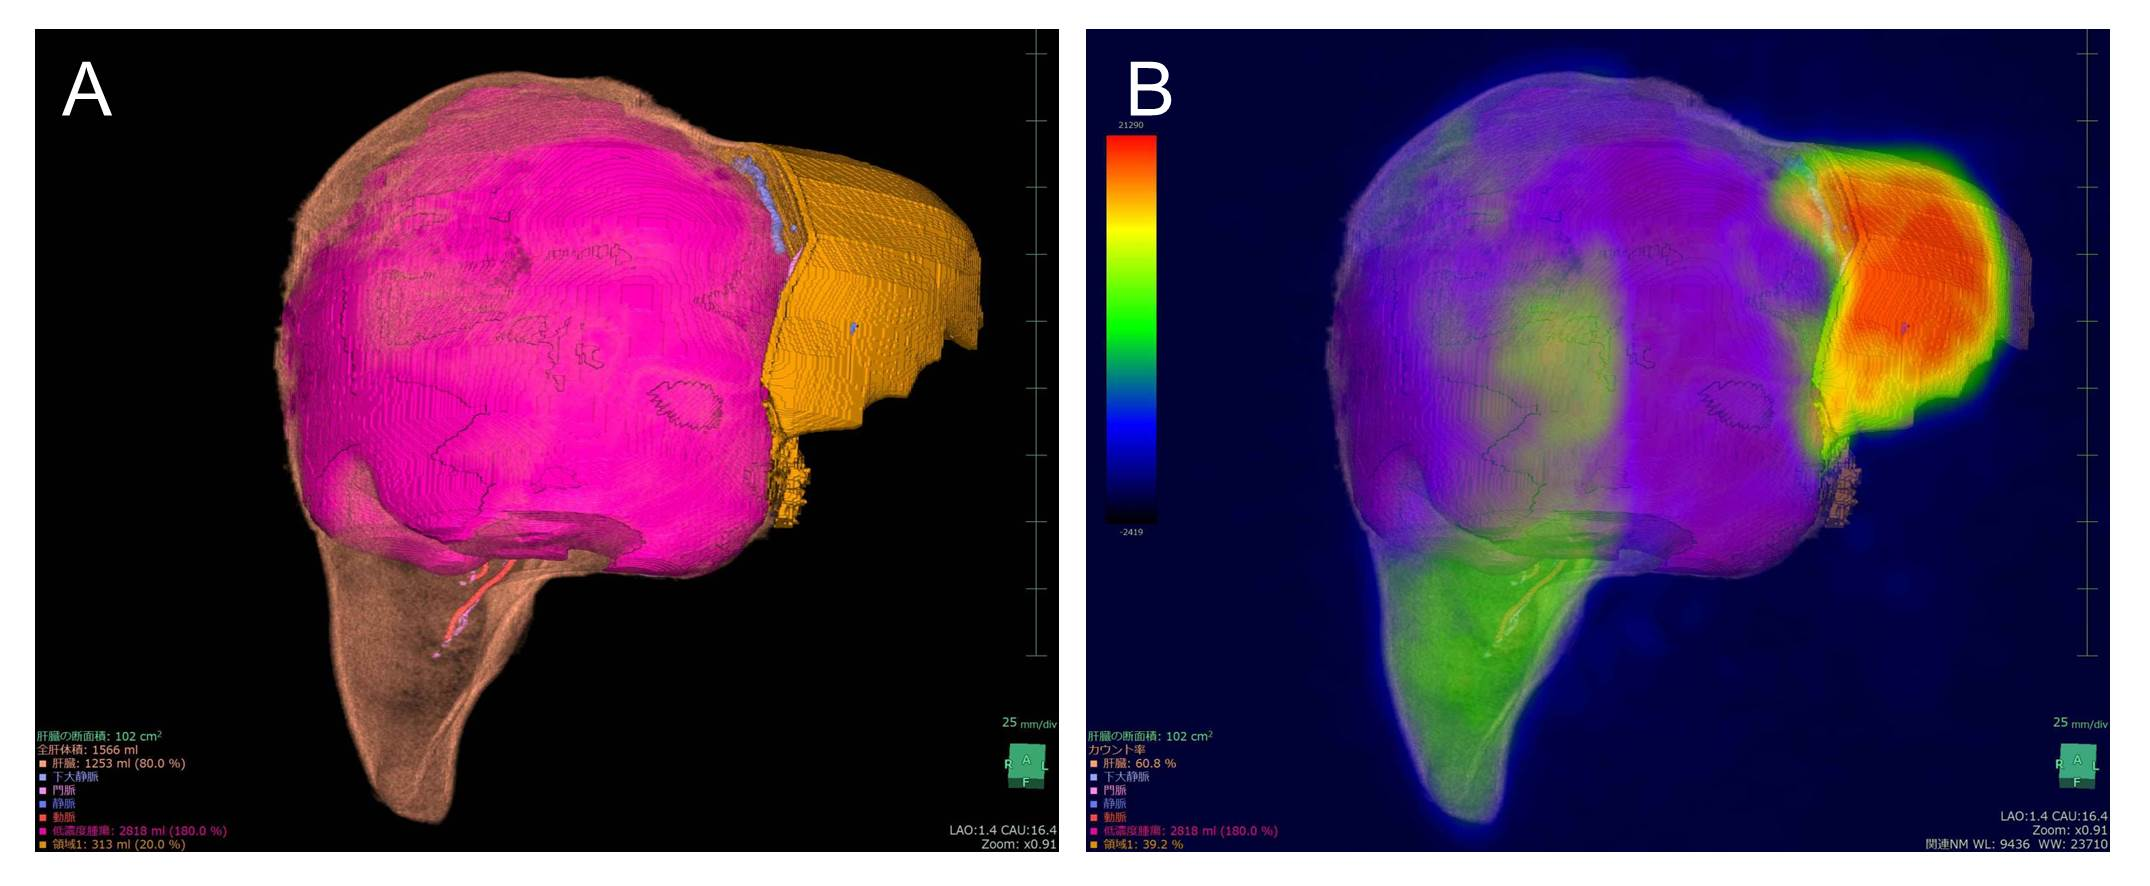 A
肝臓の断面積: 102 cm²
全肝体積: 1566 ml
肝臓: 1253 ml (80.0 %)
下大静脈
門脈
静脈
動脈
低濃度腫瘍: 2818 ml (180.0 %)
領域1: 313 ml (20.0 %)
25 mm/div
R A L
F
LAO:1.4 CAU:16.4
Zoom: x0.91
B
21290
-2419
肝臓の断面積: 102 cm²
カウント率
肝臓: 60.8 %
下大静脈
門脈
静脈
動脈
低濃度腫瘍: 2818 ml (180.0 %)
領域1: 39.2 %
25 mm/div
R A L
F
LAO:1.4 CAU:16.4
Zoom: x0.91
関連NM WL: 9436 WW: 23710